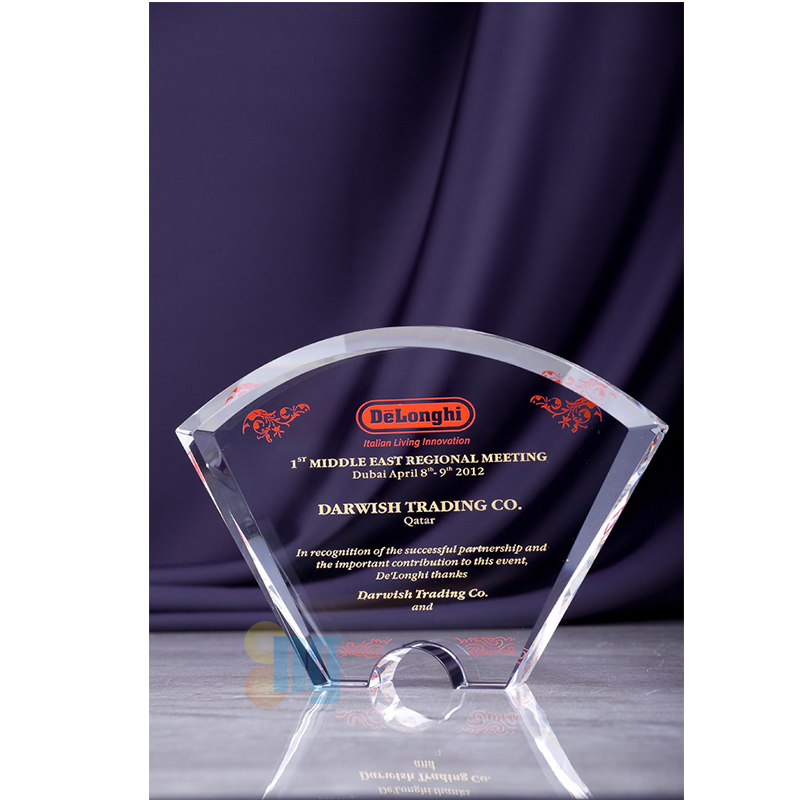 DeLonghi
Italian Living Innovation
1ST MIDDLE EAST REGIONAL MEETING
Dubai April 8th- 9th 2012
DARWISH TRADING CO.
Qatar
In recognition of the successful partnership and
the important contribution to this event,
De'Longhi thanks
Darwish Trading Co.
and